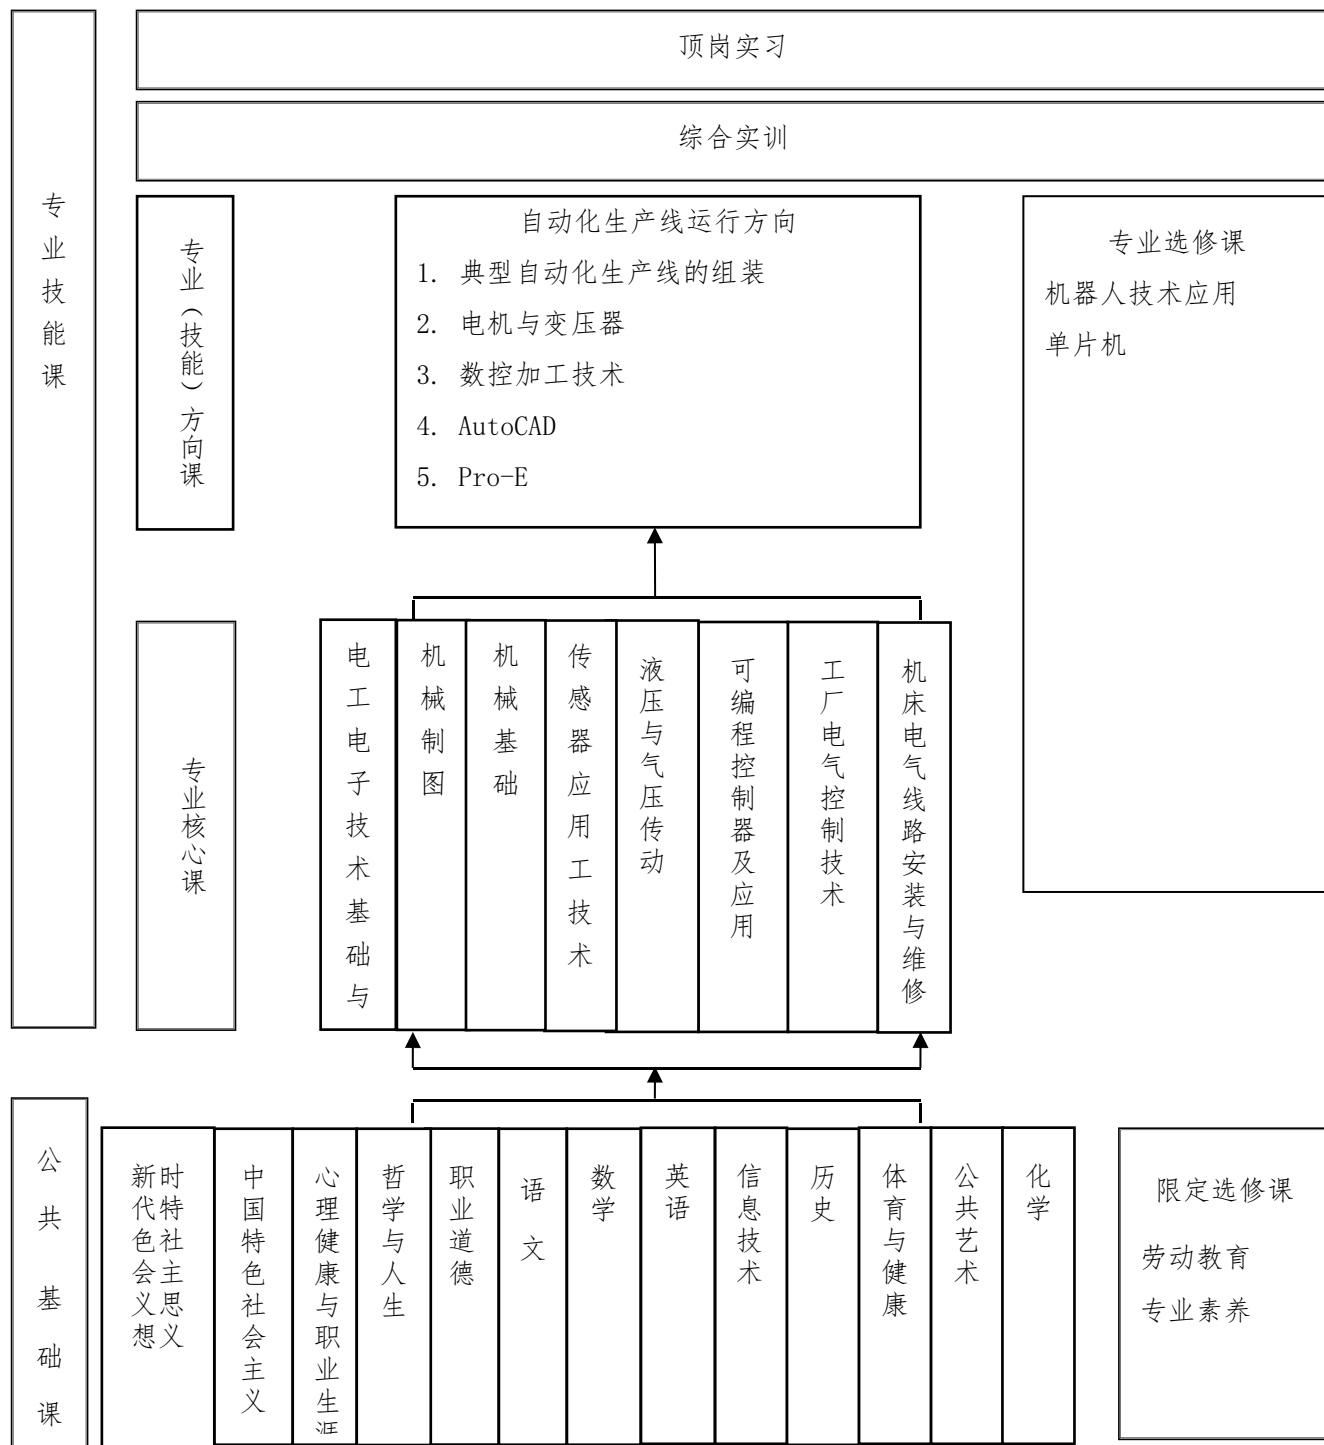 顶岗实习
综合实训
专业技能课
专业（技能）方向课
自动化生产线运行方向
1. 典型自动化生产线的组装
2. 电机与变压器
3. 数控加工技术
4. AutoCAD
5. Pro-E
专业选修课
机器人技术应用
单片机
专业核心课
电工电子技术基础与
机械制图
机械基础
传感器应用工技术
液压与气压传动
可编程控制器及应用
工厂电气控制技术
机床电气线路安装与维修
公共基础课
新时
代特
色社
会主
义思
想义
中国特色社会主义
心理健康与职业生涯
哲学与人生
职业道德
语文
数学
英语
信息技术
历史
体育与健康
公共艺术
化学
限定选修课
劳动教育
专业素养